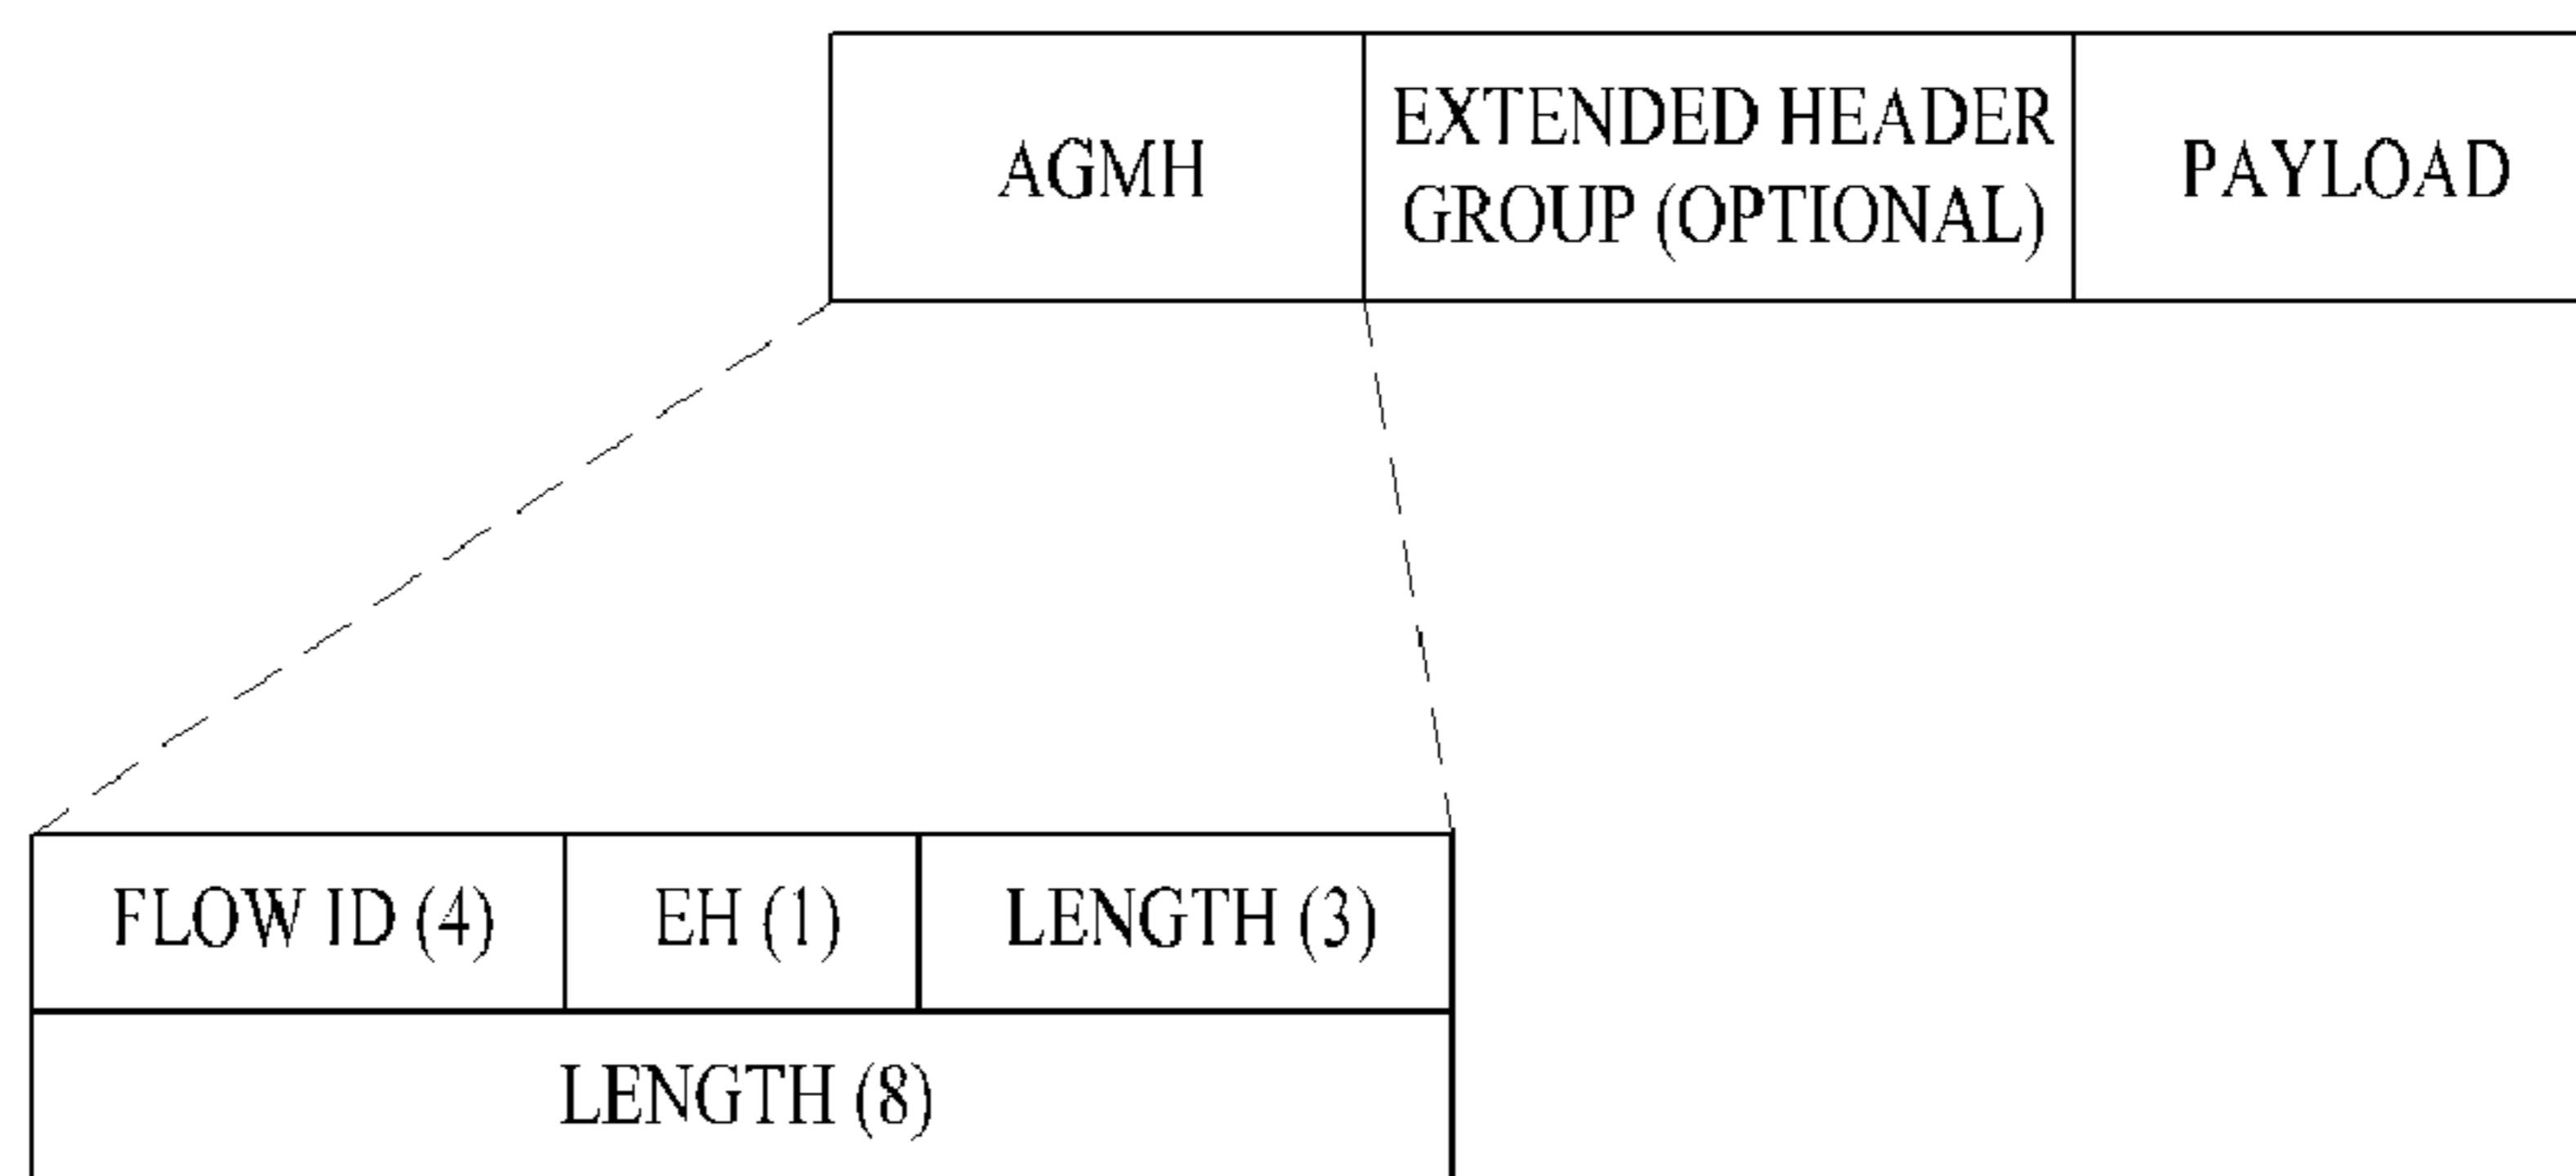 AGMH
EXTENDED HEADER
GROUP (OPTIONAL)
PAYLOAD
FLOW ID (4)
EH (1)
LENGTH (3)
LENGTH (8)